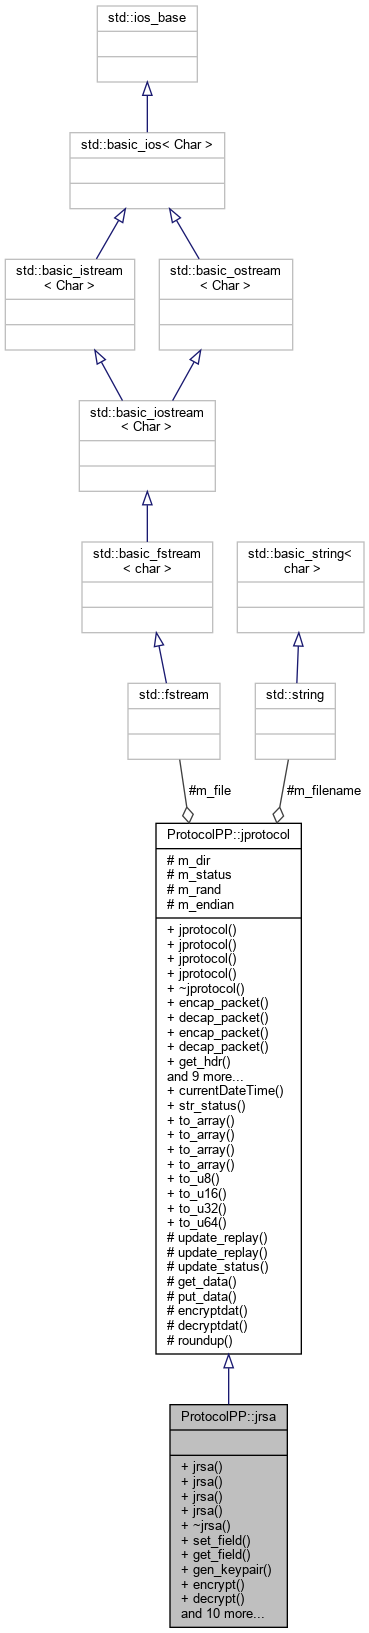 std::ios_base
std::basic_ios< Char >
std::basic_istream
< Char >
std::basic_ostream
< Char >
std::basic_iostream
< Char >
std::basic_fstream
< char >
std::basic_string<
char >
std::fstream
std::string
#m_file
#m_filename
ProtocolPP::jprotocol
# m_dir
# m_status
# m_rand
# m_endian
+ jprotocol()
+ jprotocol()
+ jprotocol()
+ jprotocol()
+ ~jprotocol()
+ encap_packet()
+ decap_packet()
+ encap_packet()
+ decap_packet()
+ get_hdr()
and 9 more...
+ currentDateTime()
+ str_status()
+ to_array()
+ to_array()
+ to_array()
+ to_array()
+ to_u8()
+ to_u16()
+ to_u32()
+ to_u64()
# update_replay()
# update_replay()
# update_status()
# get_data()
# put_data()
# encryptdat()
# decryptdat()
# roundup()
ProtocolPP::jrsa
+ jrsa()
+ jrsa()
+ jrsa()
+ jrsa()
+ ~jrsa()
+ set_field()
+ get_field()
+ gen_keypair()
+ encrypt()
+ decrypt()
and 10 more...